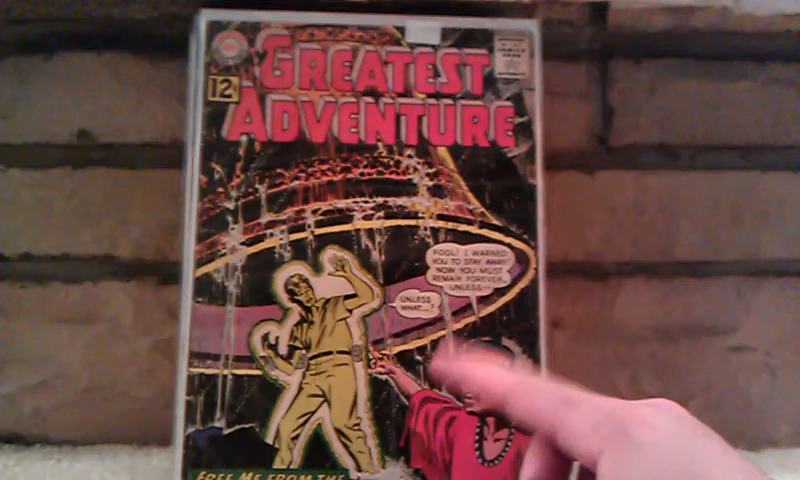 GREATEST
12¢
ADVENTURE
FOOL! I WARNED
YOU TO STAY AWAY!
NOW YOU MUST
REMAIN FOREVER,
UNLESS--
UNLESS
WHAT...?
FREE ME FROM THE